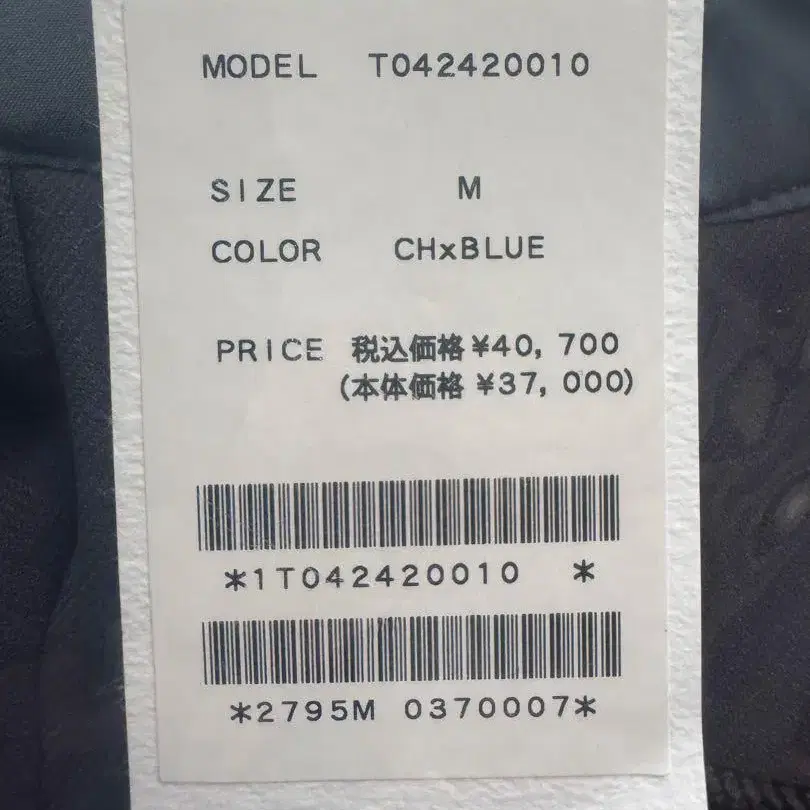 MODEL T042420010
SIZE M
COLOR CHxBLUE
PRICE 税込価格 ¥40, 700
(本体価格 ¥37, 000)
*1T042420010 *
*2795M 0370007*